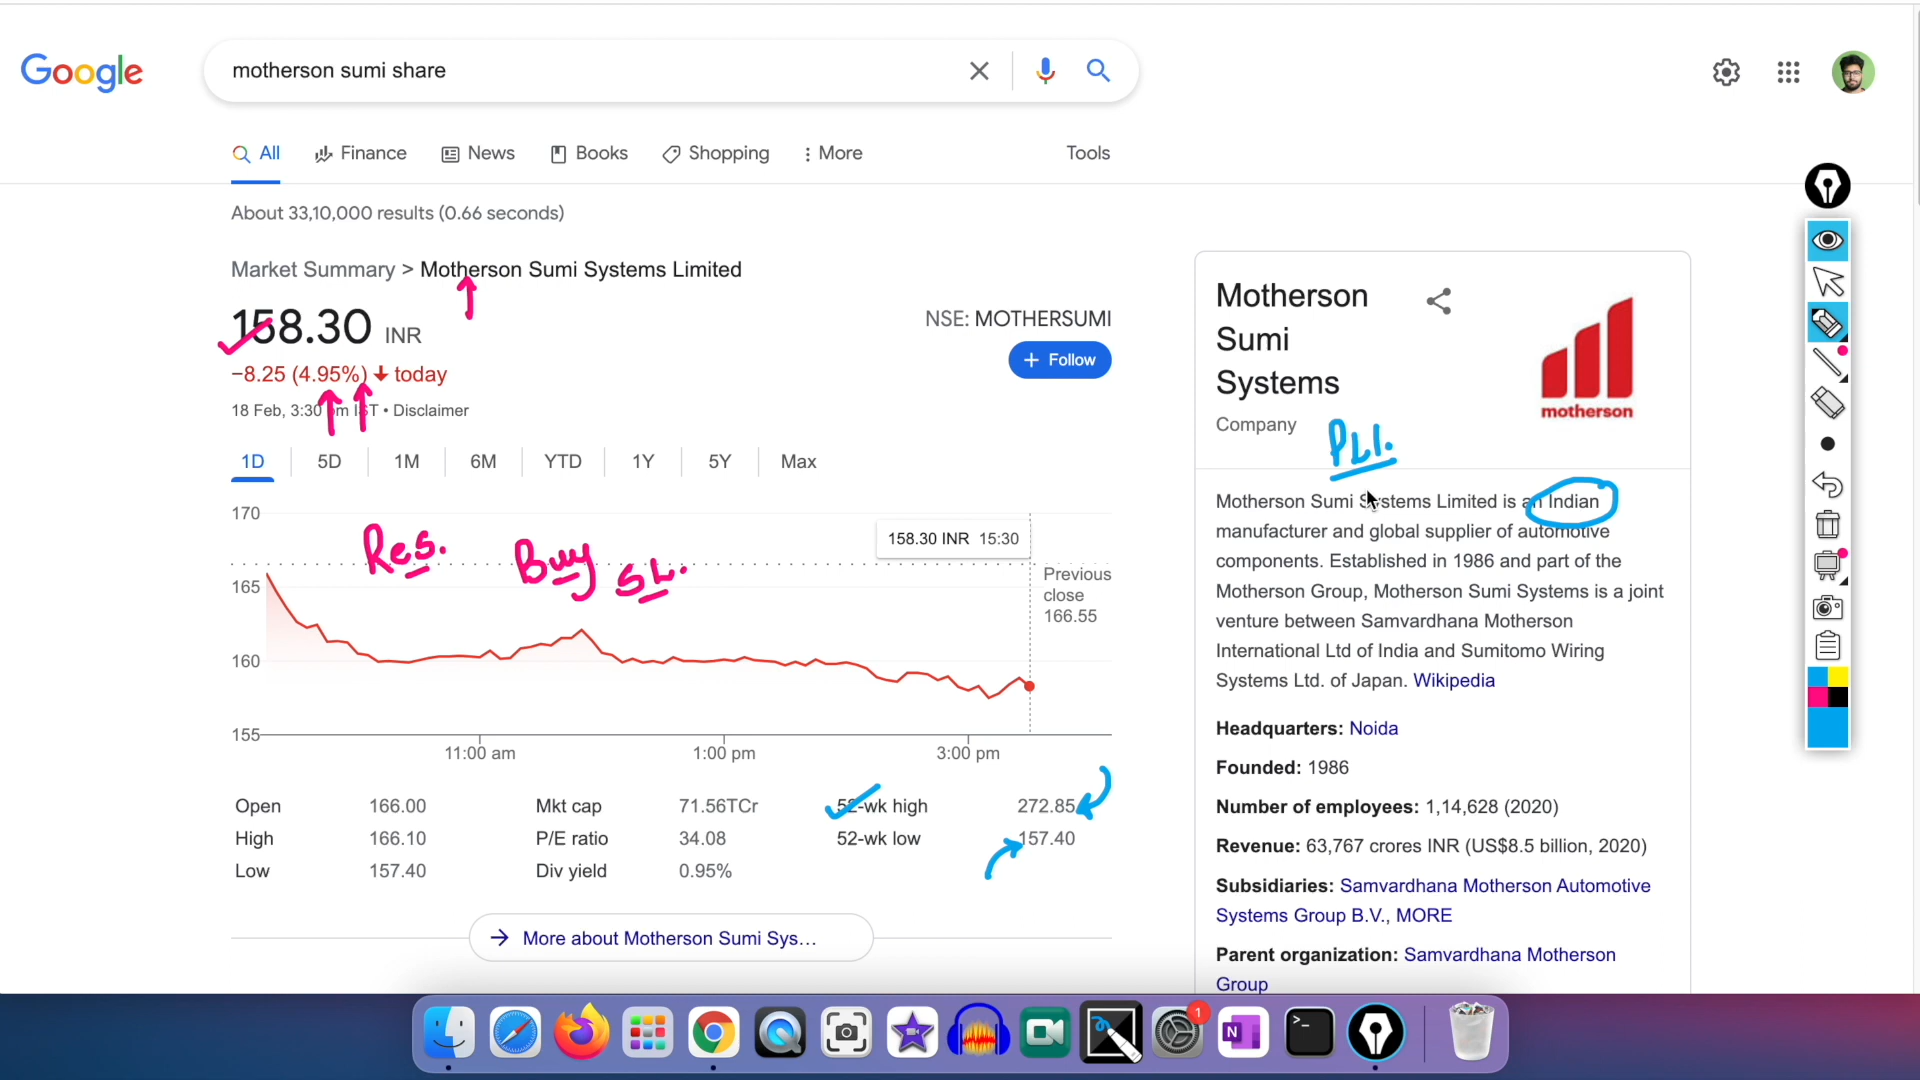 Google
motherson sumi share
All Finance News Books Shopping More Tools
About 33,10,000 results (0.66 seconds)
Market Summary > Motherson Sumi Systems Limited
158.30 INR
−8.25 (4.95%) today
18 Feb, 3:30 pm IST • Disclaimer
NSE: MOTHERSUMI
+ Follow
1D 5D 1M 6M YTD 1Y 5Y Max
170
165
160
155
Res. Buy SL.
158.30 INR 15:30
Previous
close
166.55
11:00 am 1:00 pm 3:00 pm
Open 166.00 Mkt cap 71.56TCr 52-wk high 272.85
High 166.10 P/E ratio 34.08 52-wk low 157.40
Low 157.40 Div yield 0.95%
More about Motherson Sumi Sys...
Motherson
Sumi
Systems
Company
motherson
PLI.
Motherson Sumi Systems Limited is an Indian
manufacturer and global supplier of automotive
components. Established in 1986 and part of the
Motherson Group, Motherson Sumi Systems is a joint
venture between Samvardhana Motherson
International Ltd of India and Sumitomo Wiring
Systems Ltd. of Japan. Wikipedia
Headquarters: Noida
Founded: 1986
Number of employees: 1,14,628 (2020)
Revenue: 63,767 crores INR (US$8.5 billion, 2020)
Subsidiaries: Samvardhana Motherson Automotive
Systems Group B.V., MORE
Parent organization: Samvardhana Motherson
Group
1
N
>_